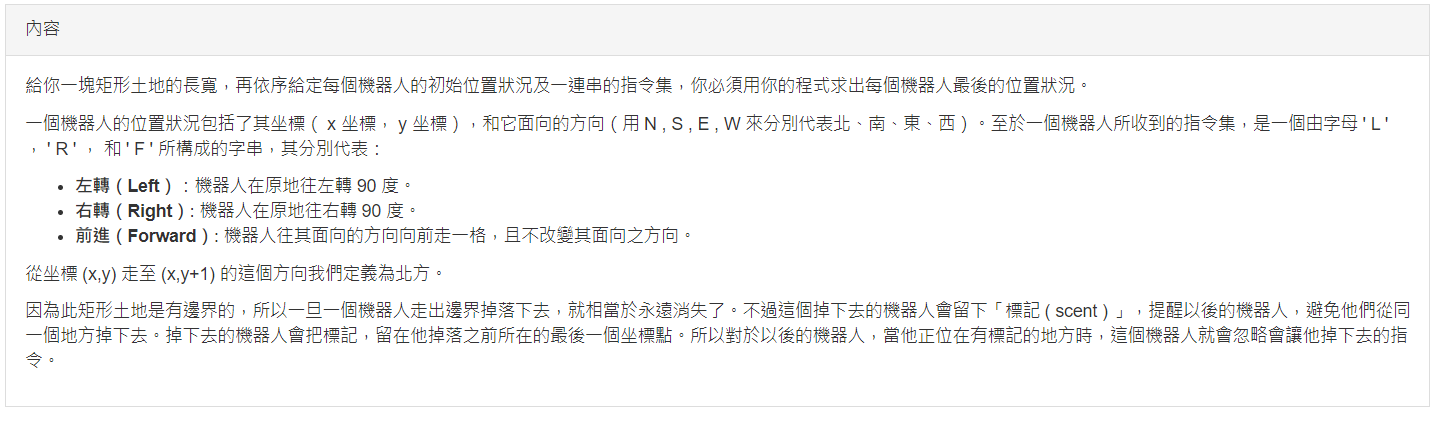 內容
給你一塊矩形土地的長寬，再依序給定每個機器人的初始位置狀況及一連串的指令集，你必須用你的程式求出每個機器人最後的位置狀況。
一個機器人的位置狀況包括了其坐標（ x 坐標， y 坐標），和它面向的方向（用 N , S , E , W 來分別代表北、南、東、西）。至於一個機器人所收到的指令集，是一個由字母 ' L '
， ' R ' ， 和 ' F ' 所構成的字串，其分別代表：
• 左轉（Left）：機器人在原地往左轉 90 度。
• 右轉（Right）: 機器人在原地往右轉 90 度。
• 前進（Forward）: 機器人往其面向的方向向前走一格，且不改變其面向之方向。
從坐標 (x,y) 走至 (x,y+1) 的這個方向我們定義為北方。
因為此矩形土地是有邊界的，所以一旦一個機器人走出邊界掉落下去，就相當於永遠消失了。不過這個掉下去的機器人會留下「標記 ( scent ) 」，提醒以後的機器人，避免他們從同
一個地方掉下去。掉下去的機器人會把標記，留在他掉落之前所在的最後一個坐標點。所以對於以後的機器人，當他正位在有標記的地方時，這個機器人就會忽略會讓他掉下去的指
令。